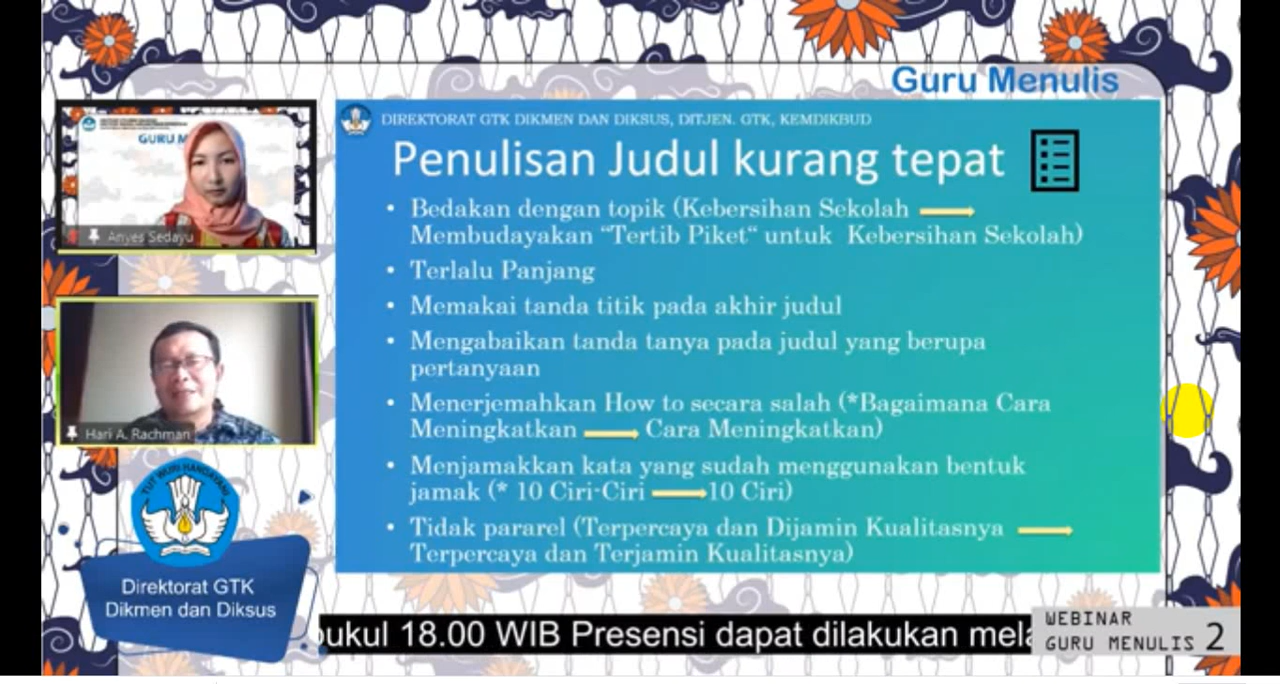 Guru Menulis
GURU M
Anyes Sedayu
Hari A. Rachman
DIREKTORAT GTK DIKMEN DAN DIKSUS, DITJEN. GTK, KEMDIKBUD
Penulisan Judul kurang tepat
• Bedakan dengan topik (Kebersihan Sekolah
Membudayakan “Tertib Piket“ untuk Kebersihan Sekolah)
• Terlalu Panjang
• Memakai tanda titik pada akhir judul
• Mengabaikan tanda tanya pada judul yang berupa
pertanyaan
• Menerjemahkan How to secara salah (*Bagaimana Cara
Meningkatkan Cara Meningkatkan)
• Menjamakkan kata yang sudah menggunakan bentuk
jamak (* 10 Ciri-Ciri 10 Ciri)
• Tidak pararel (Terpercaya dan Dijamin Kualitasnya
Terpercaya dan Terjamin Kualitasnya)
TUT WURI HANDAYANI
Direktorat GTK
Dikmen dan Diksus
pukul 18.00 WIB Presensi dapat dilakukan mela
WEBINAR
GURU MENULIS 2